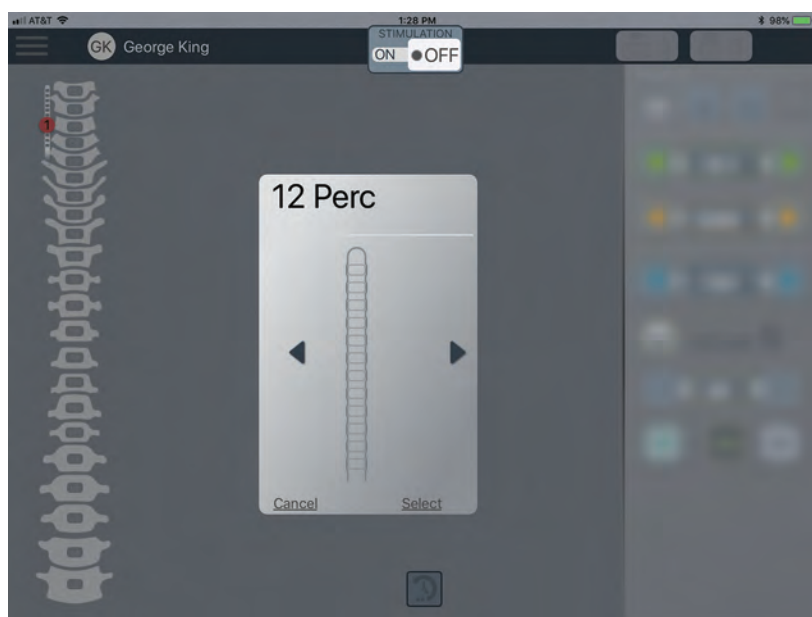 AT&T
1:28 PM
98%
GK
George King
STIMULATION
ON
OFF
1
12 Perc
Cancel
Select